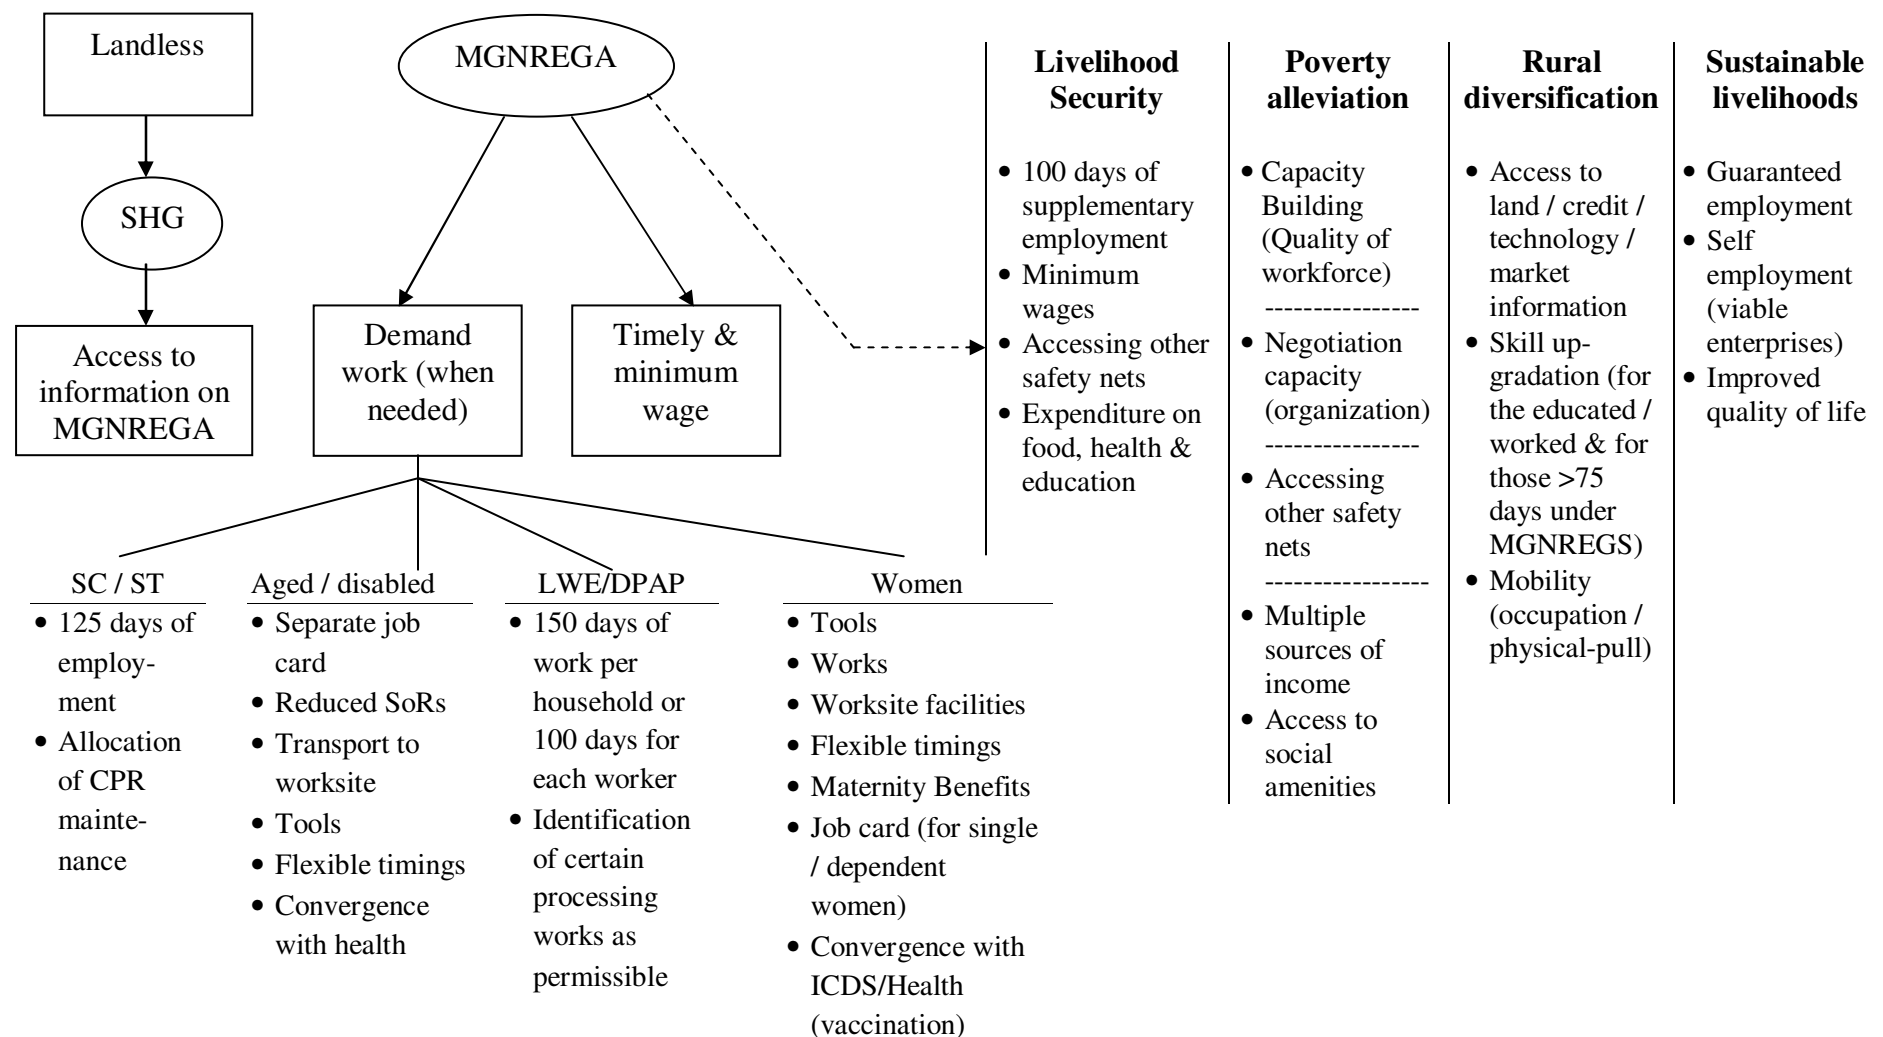 Landless
SHG
Access to
information on
MGNREGA
MGNREGA
Demand
work (when
needed)
Timely &
minimum
wage
SC / ST
• 125 days of
employ-
ment
• Allocation
of CPR
mainte-
nance
Aged / disabled
• Separate job
card
• Reduced SoRs
• Transport to
worksite
• Tools
• Flexible timings
• Convergence
with health
LWE/DPAP
• 150 days of
work per
household or
100 days for
each worker
• Identification
of certain
processing
works as
permissible
Women
• Tools
• Works
• Worksite facilities
• Flexible timings
• Maternity Benefits
• Job card (for single
/ dependent
women)
• Convergence with
ICDS/Health
(vaccination)
Livelihood
Security
• 100 days of
supplementary
employment
• Minimum
wages
• Accessing other
safety nets
• Expenditure on
food, health &
education
Poverty
alleviation
• Capacity
Building
(Quality of
workforce)
----------------
• Negotiation
capacity
(organization)
----------------
• Accessing
other safety
nets
-----------------
• Multiple
sources of
income
• Access to
social
amenities
Rural
diversification
• Access to
land / credit /
technology /
market
information
• Skill up-
gradation (for
the educated /
worked & for
those >75
days under
MGNREGS)
• Mobility
(occupation /
physical-pull)
Sustainable
livelihoods
• Guaranteed
employment
• Self
employment
(viable
enterprises)
• Improved
quality of life